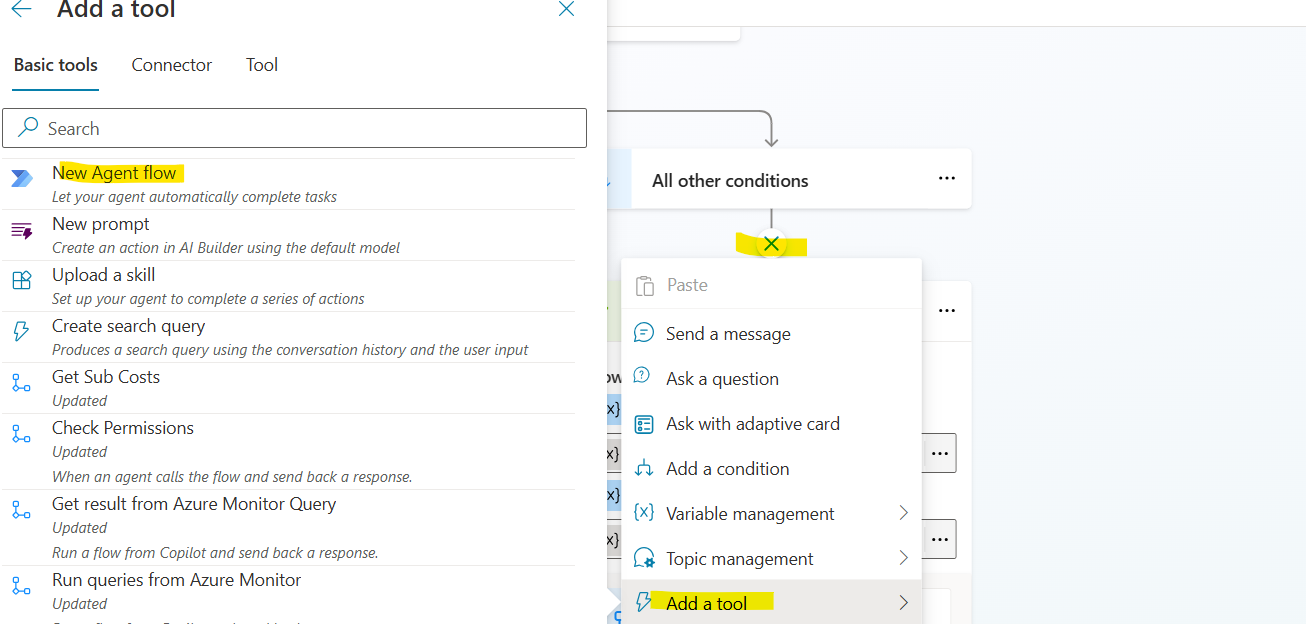 Add a tool
Basic tools
Connector
Tool
Search
New Agent flow
Let your agent automatically complete tasks
New prompt
Create an action in AI Builder using the default model
Upload a skill
Set up your agent to complete a series of actions
Create search query
Produces a search query using the conversation history and the user input
Get Sub Costs
Updated
Check Permissions
Updated
When an agent calls the flow and send back a response.
Get result from Azure Monitor Query
Updated
Run a flow from Copilot and send back a response.
Run queries from Azure Monitor
Updated
All other conditions
Paste
Send a message
Ask a question
Ask with adaptive card
Add a condition
{x} Variable management
Topic management
Add a tool